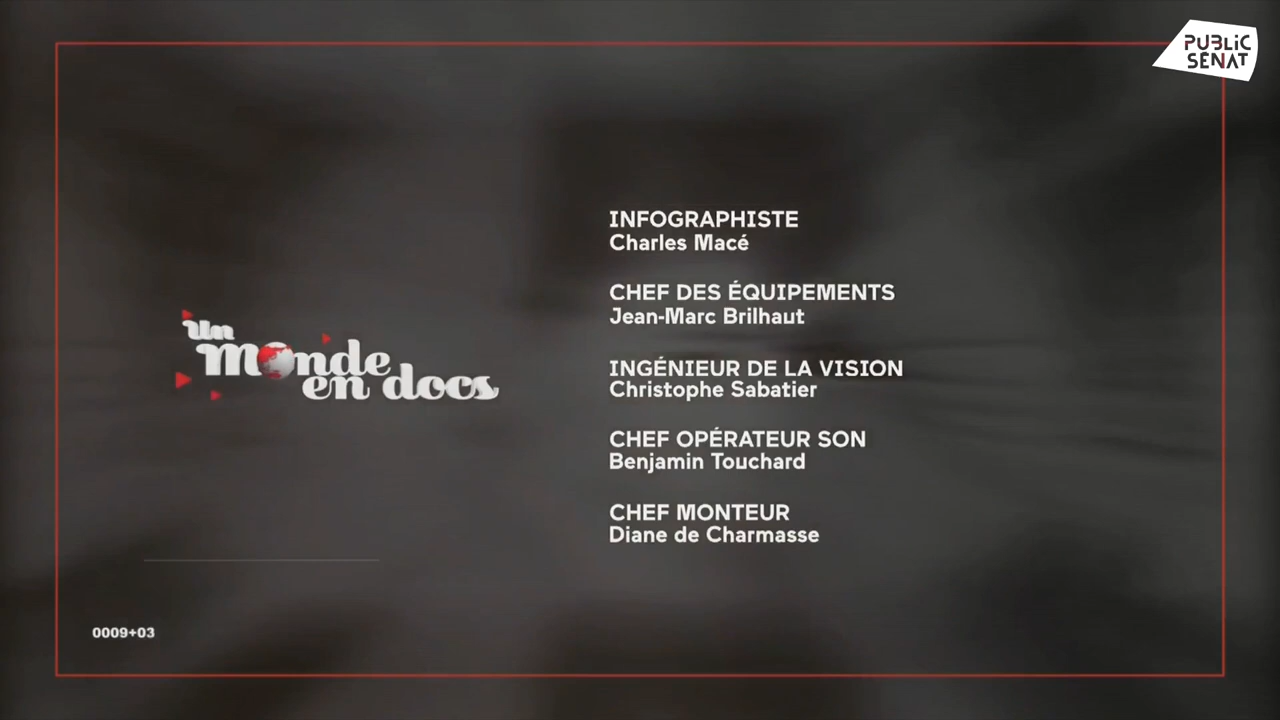 PUBLIC
SÉNAT
INFOGRAPHISTE
Charles Macé
CHEF DES ÉQUIPEMENTS
Jean-Marc Brilhaut
Un
Monde
en docs
INGÉNIEUR DE LA VISION
Christophe Sabatier
CHEF OPÉRATEUR SON
Benjamin Touchard
CHEF MONTEUR
Diane de Charmasse
0009+03